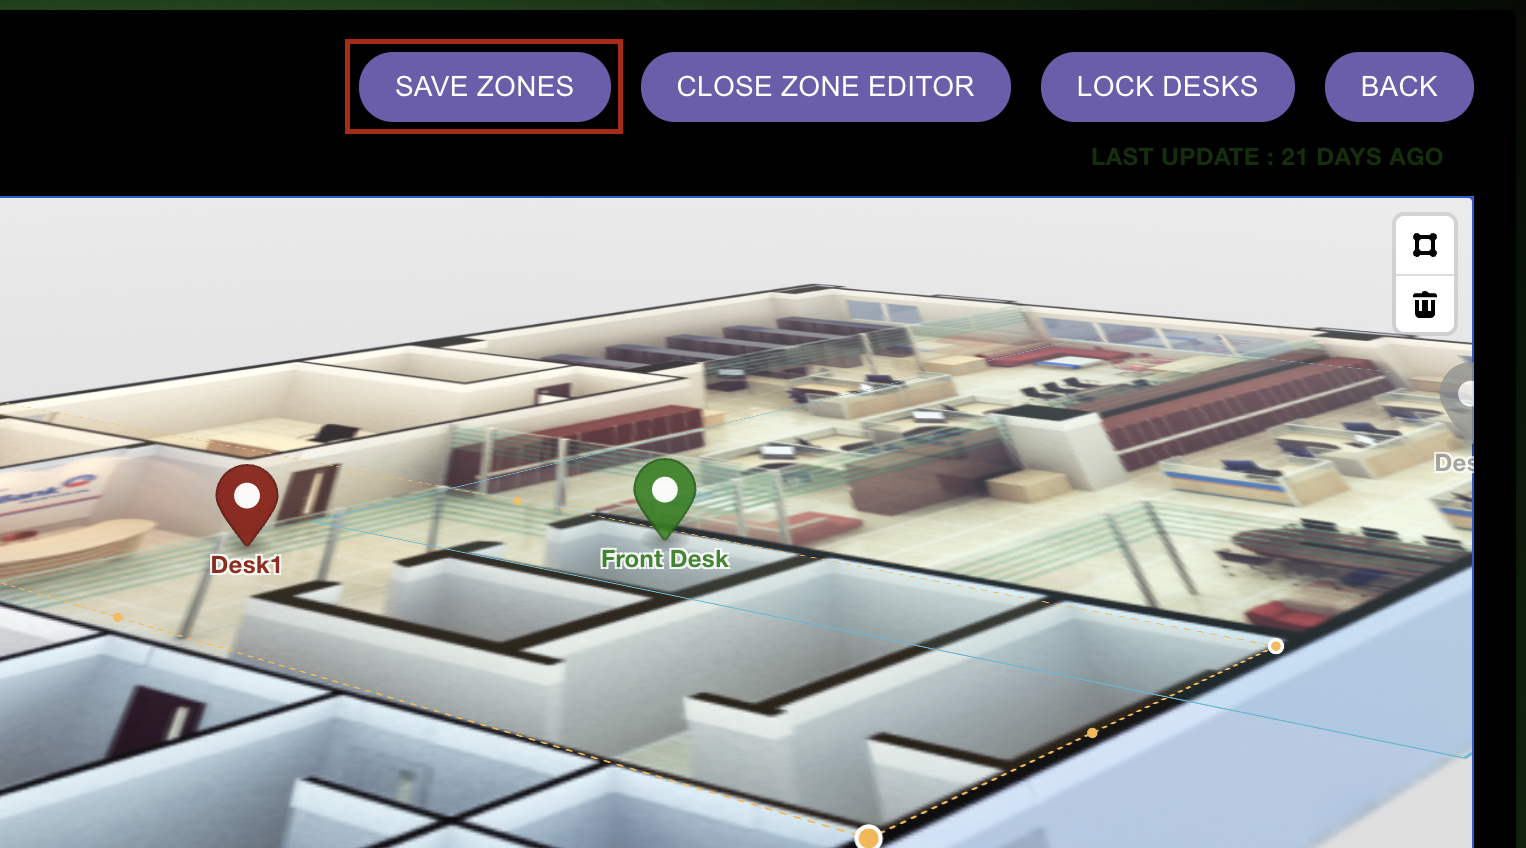 SAVE ZONES
CLOSE ZONE EDITOR
LOCK DESKS
BACK
LAST UPDATE : 21 DAYS AGO
Desk1
Front Desk
Des